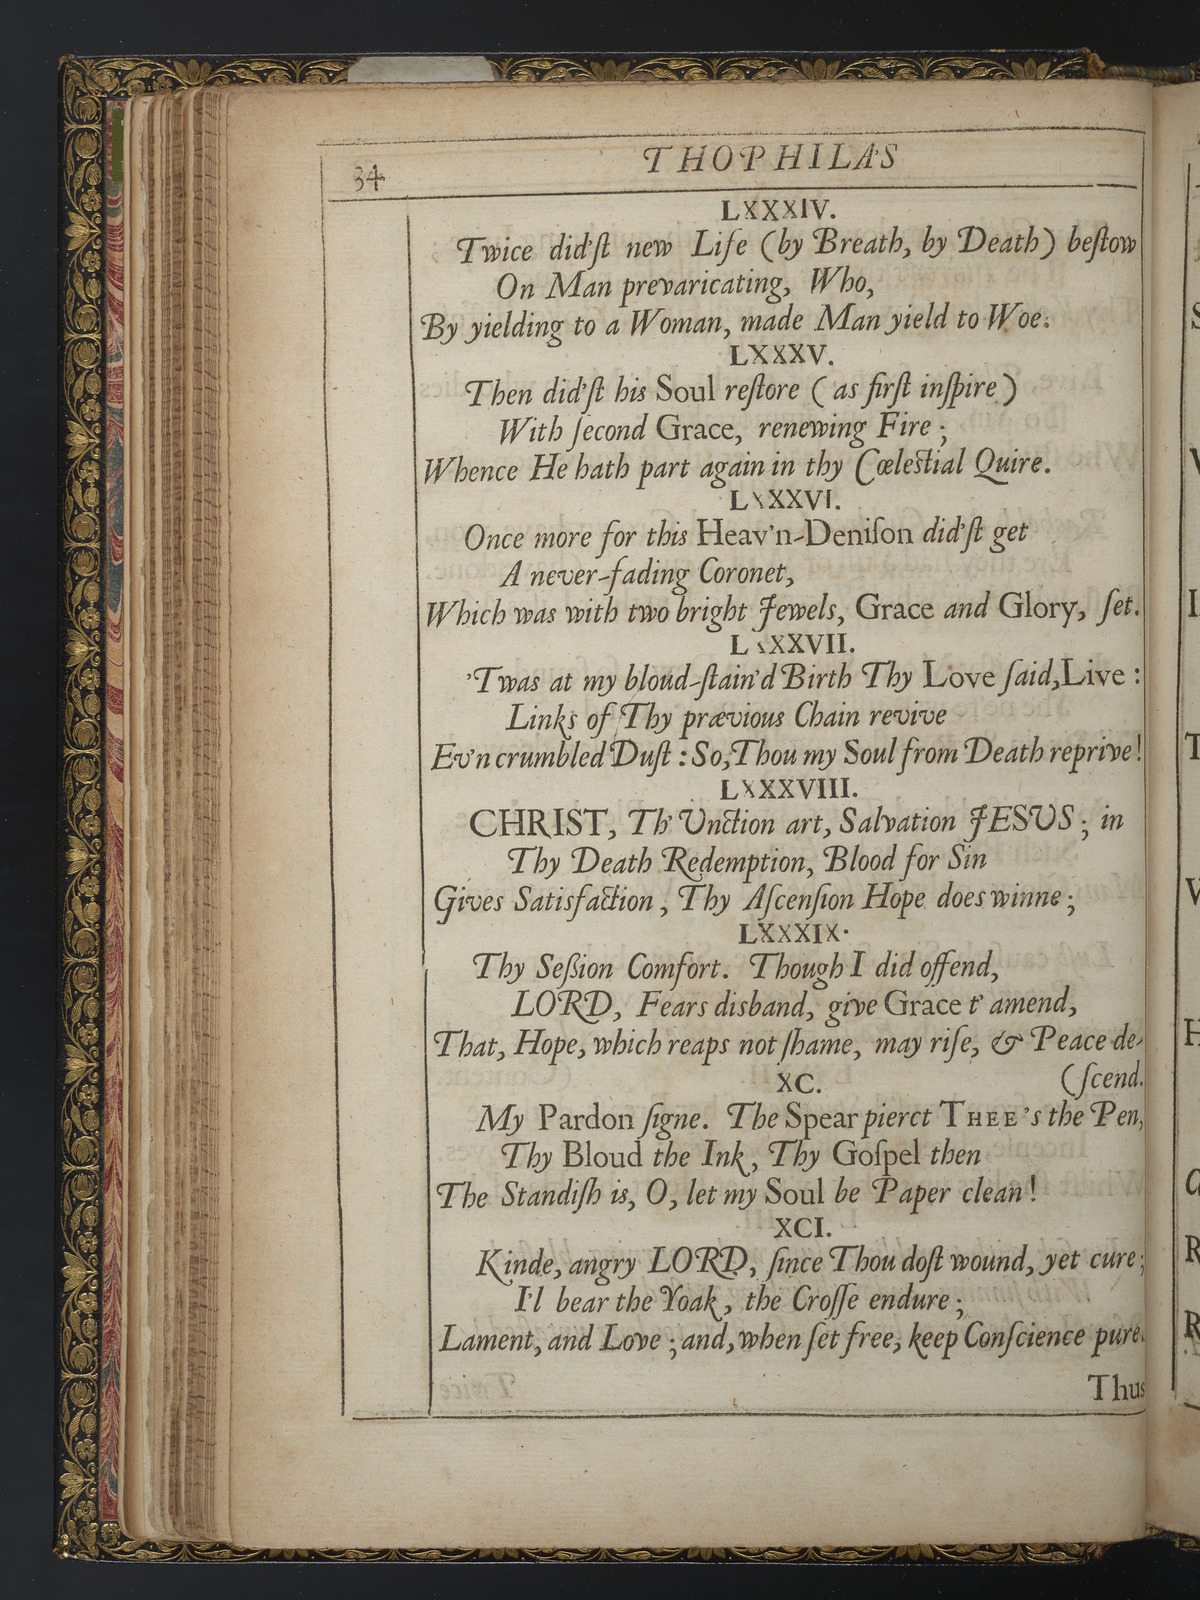 34
THOPHILA'S
LXXXIV.
Twice did'ſt new Life (by Breath, by Death) beſtow
On Man prevaricating, Who,
By yielding to a Woman, made Man yield to Woe.
LXXXV.
Then did'ſt his Soul reſtore ( as firſt inſpire )
With ſecond Grace, renewing Fire ;
Whence He hath part again in thy Cœleſtial Quire.
LXXXVI.
Once more for this Heav'n-Deniſon did'ſt get
A never-fading Coronet,
Which was with two bright Jewels, Grace and Glory, ſet.
LXXXVII.
'Twas at my bloud-ſtain'd Birth Thy Love ſaid, Live :
Links of Thy prævious Chain revive
Ev'n crumbled Duſt : So, Thou my Soul from Death reprive !
LXXXVIII.
CHRIST, Th' Unction art, Salvation JESUS ; in
Thy Death Redemption, Blood for Sin
Gives Satisfaction , Thy Aſcenſion Hope does winne ;
LXXXIX.
Thy Seßion Comfort. Though I did offend,
LORD, Fears disband, give Grace t' amend,
That, Hope, which reaps not ſhame, may riſe, & Peace de-
(ſcend.
XC.
My Pardon ſigne. The Spear pierct THEE's the Pen,
Thy Bloud the Ink, Thy Goſpel then
The Standiſh is, O, let my Soul be Paper clean !
XCI.
Kinde, angry LORD, ſince Thou doſt wound, yet cure ;
I'l bear the Yoak, the Croſſe endure ;
Lament, and Love ; and, when ſet free, keep Conſcience pure.
Thus